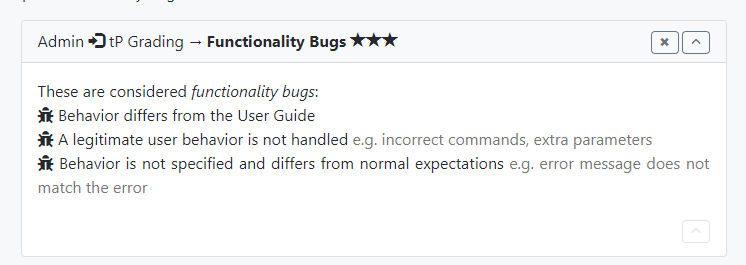 Admin tP Grading → Functionality Bugs ★★★
These are considered functionality bugs:
Behavior differs from the User Guide
A legitimate user behavior is not handled e.g. incorrect commands, extra parameters
Behavior is not specified and differs from normal expectations e.g. error message does not
match the error